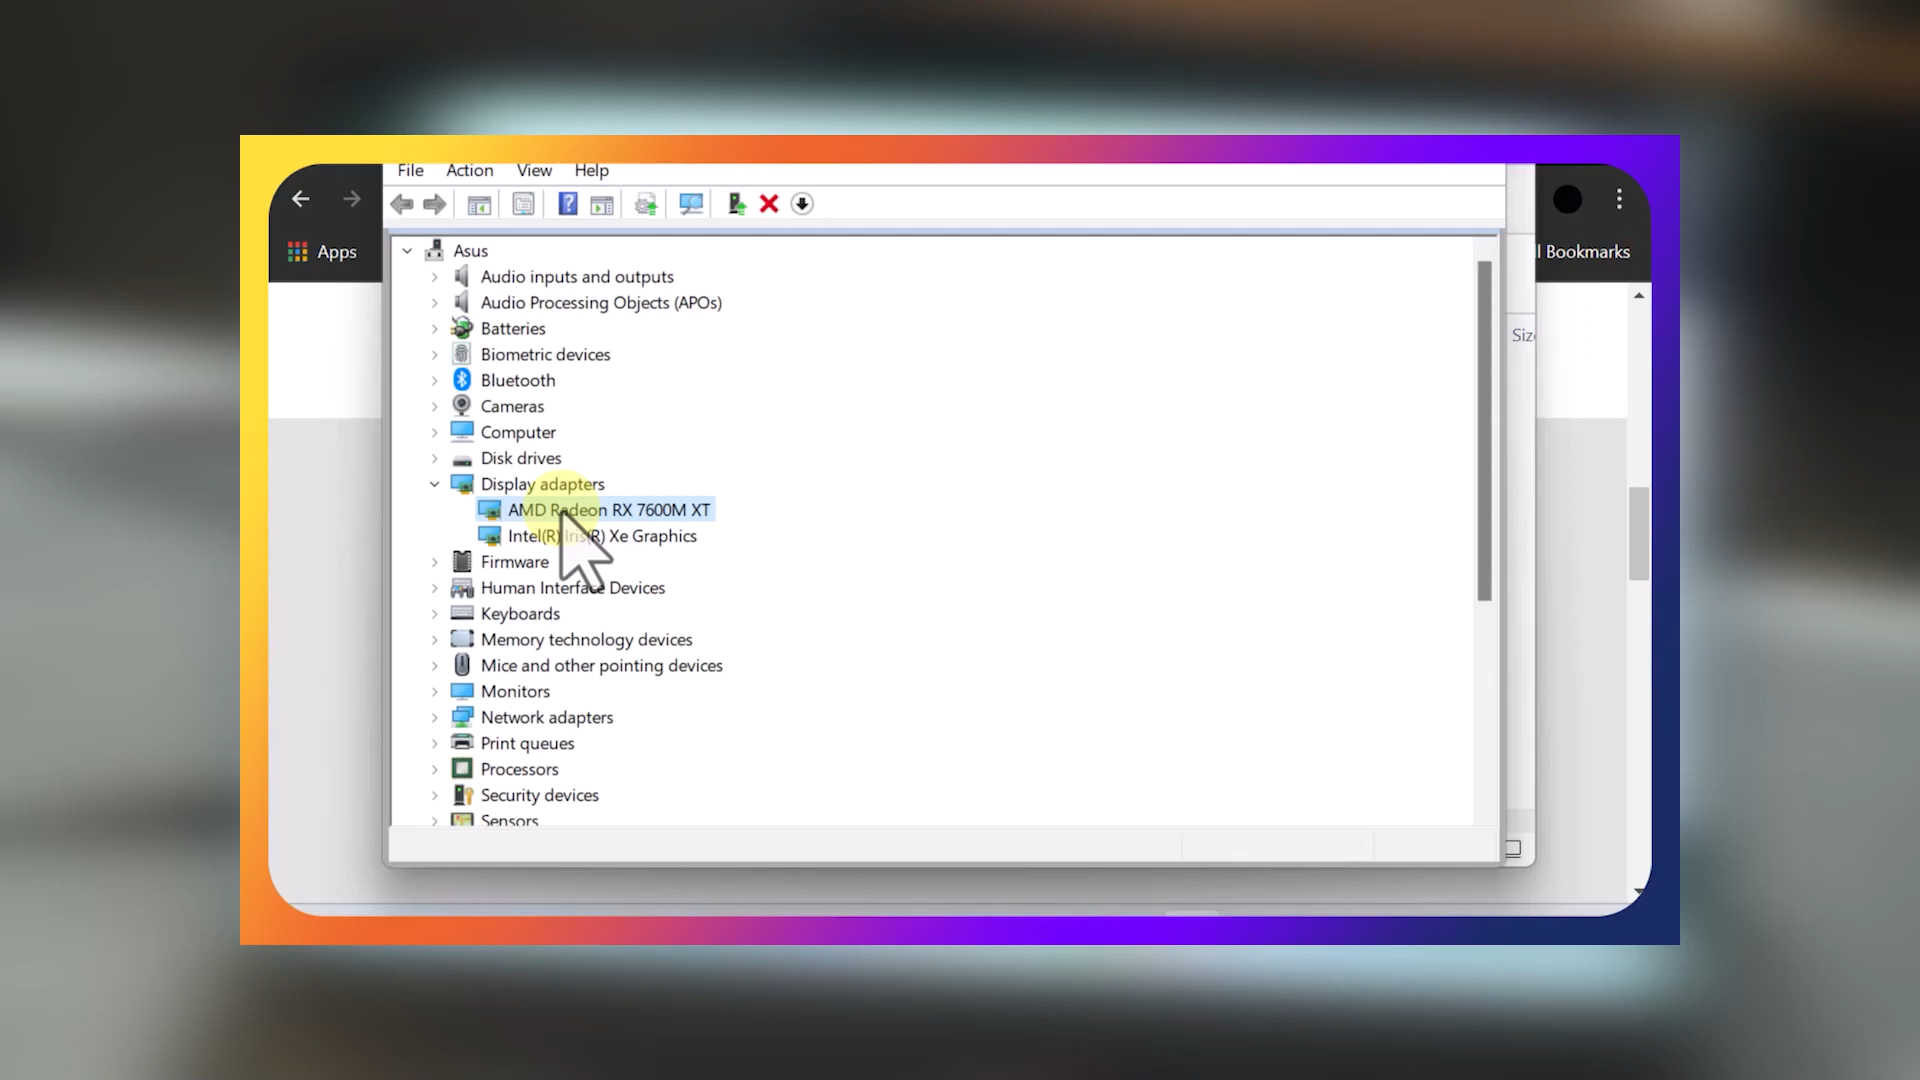 File Action View Help
Apps
Bookmarks
Asus
Audio inputs and outputs
Audio Processing Objects (APOs)
Batteries
Biometric devices
Size
Bluetooth
Cameras
Computer
Disk drives
Display adapters
AMD Radeon RX 7600M XT
Intel(R) Iris(R) Xe Graphics
Firmware
Human Interface Devices
Keyboards
Memory technology devices
Mice and other pointing devices
Monitors
Network adapters
Print queues
Processors
Security devices
Sensors